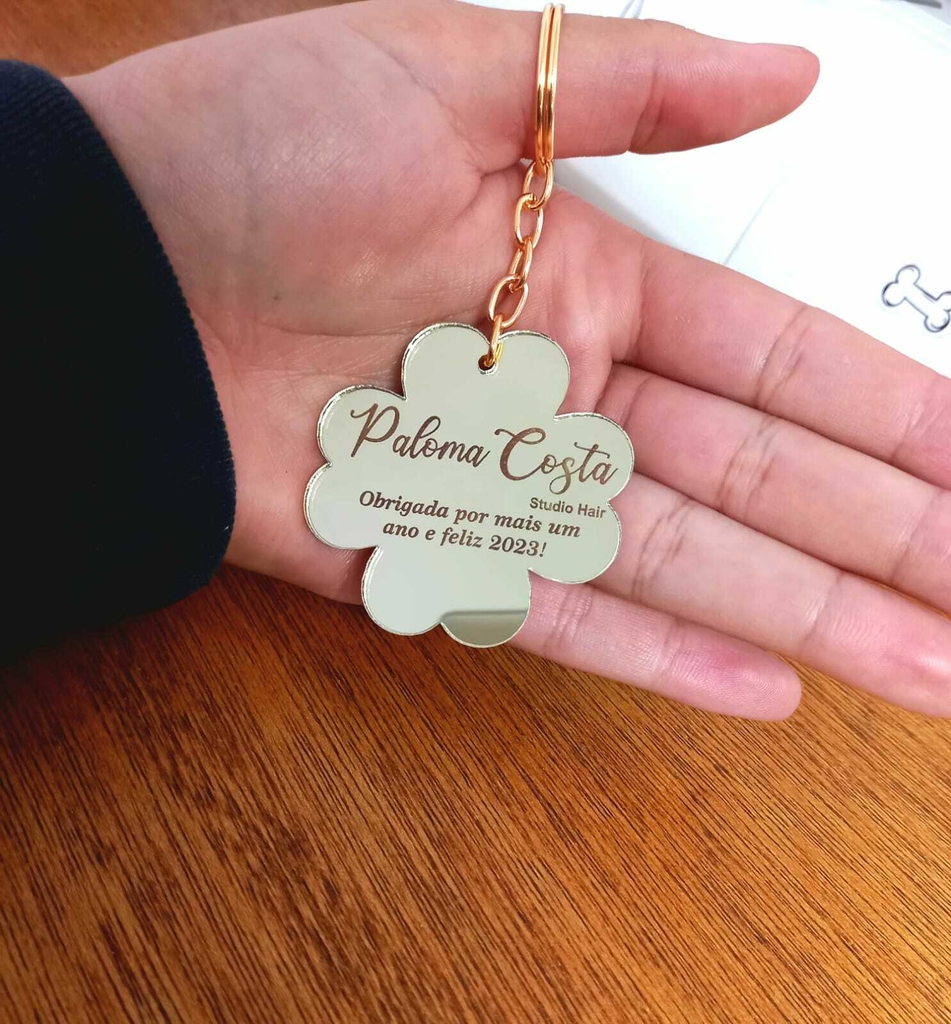 Paloma Costa
Studio Hair
Obrigada por mais um
ano e feliz 2023!